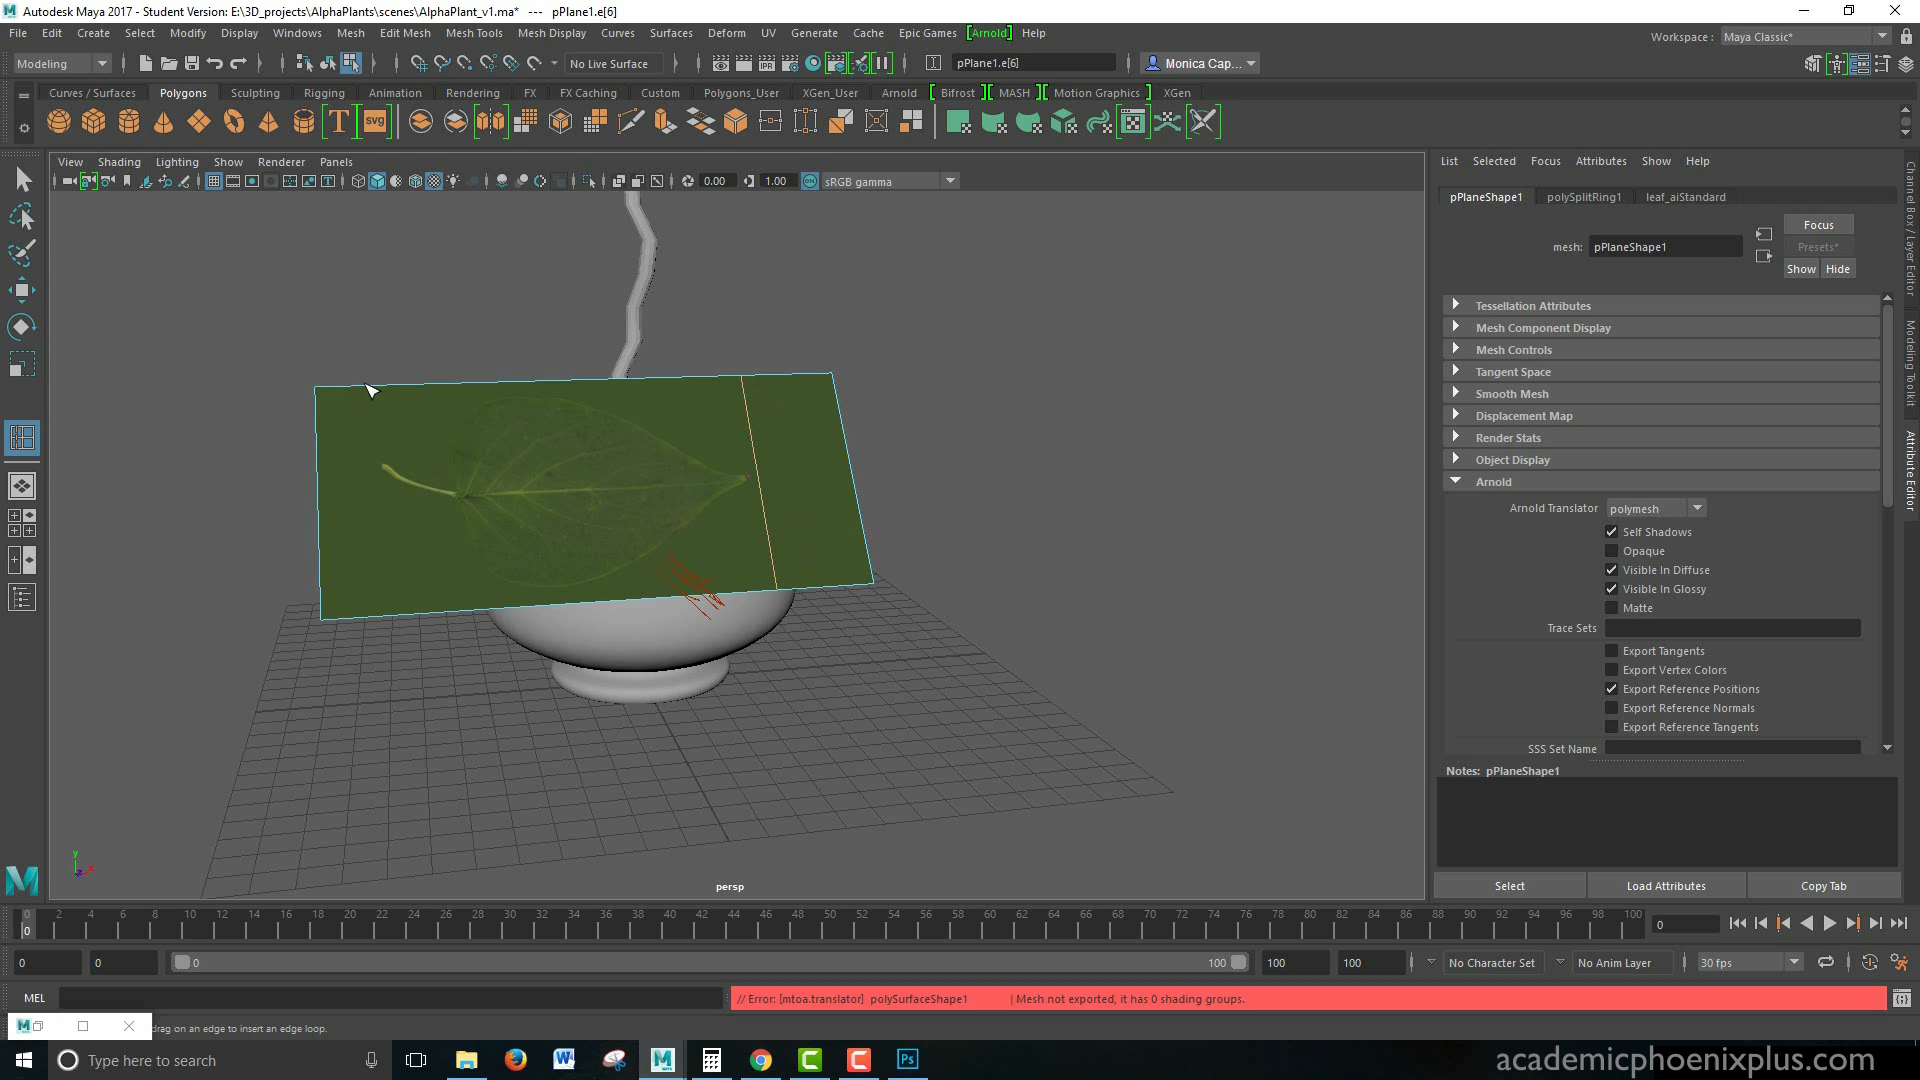 Autodesk Maya 2017 - Student Version: E:\3D_projects\AlphaPlants\scenes\AlphaPlant_v1.ma* --- pPlane1.e[6]
File Edit Create Select Modify Display Windows Mesh Edit Mesh Mesh Tools Mesh Display Curves Surfaces Deform UV Generate Cache Epic Games [Arnold] Help
Workspace : Maya Classic*
Modeling No Live Surface pPlane1.e[6] Monica Cap...
Curves / Surfaces Polygons Sculpting Rigging Animation Rendering FX FX Caching Custom Polygons_User XGen_User Arnold Bifrost MASH Motion Graphics XGen
T svg
View Shading Lighting Show Renderer Panels
0.00 1.00 sRGB gamma
List Selected Focus Attributes Show Help
pPlaneShape1 polySplitRing1 leaf_aiStandard
Focus
mesh: pPlaneShape1
Presets*
Show Hide
Tessellation Attributes
Mesh Component Display
Mesh Controls
Tangent Space
Smooth Mesh
Displacement Map
Render Stats
Object Display
Arnold
Arnold Translator polymesh
Self Shadows
Opaque
Visible In Diffuse
Visible In Glossy
Matte
Trace Sets
Export Tangents
Export Vertex Colors
Export Reference Positions
Export Reference Normals
Export Reference Tangents
SSS Set Name
Notes: pPlaneShape1
Select Load Attributes Copy Tab
Channel Box / Layer Editor
Modeling Toolkit
Attribute Editor
y
persp
0 2 4 6 8 10 12 14 16 18 20 22 24 26 28 30 32 34 36 38 40 42 44 46 48 50 52 54 56 58 60 62 64 66 68 70 72 74 76 78 80 82 84 86 88 90 92 94 96 98 100
0 0
0 0 0 100 100 100 No Character Set No Anim Layer 30 fps
MEL // Error: [mtoa.translator] polySurfaceShape1 | Mesh not exported, it has 0 shading groups.
drag on an edge to insert an edge loop.
Type here to search
academicphoenixplus.com